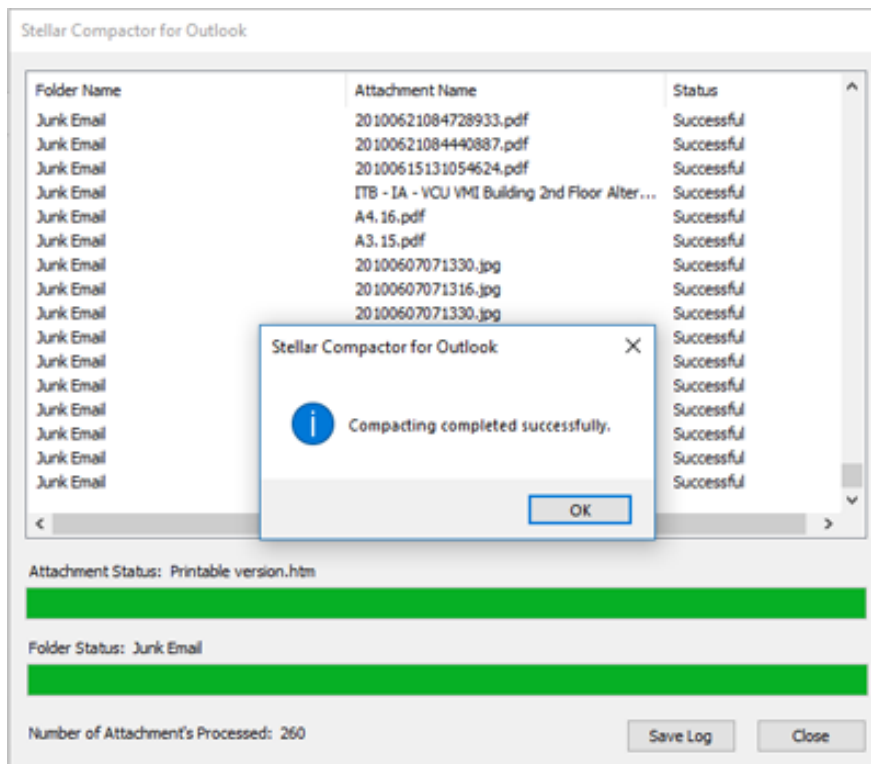 Stellar Compactor for Outlook
Folder Name Attachment Name Status
Junk Email 20100621084728933.pdf Successful
Junk Email 20100621084440887.pdf Successful
Junk Email 20100615131054624.pdf Successful
Junk Email ITB - IA - VCU VMI Building 2nd Floor Alter... Successful
Junk Email A4.16.pdf Successful
Junk Email A3.15.pdf Successful
Junk Email 20100607071330.jpg Successful
Junk Email 20100607071316.jpg Successful
Junk Email 20100607071330.jpg Successful
Junk Email Successful
Junk Email Successful
Junk Email Successful
Junk Email Successful
Junk Email Successful
Junk Email Successful
Junk Email Successful
Stellar Compactor for Outlook
Compacting completed successfully.
OK
Attachment Status: Printable version.htm
Folder Status: Junk Email
Number of Attachment's Processed: 260
Save Log Close